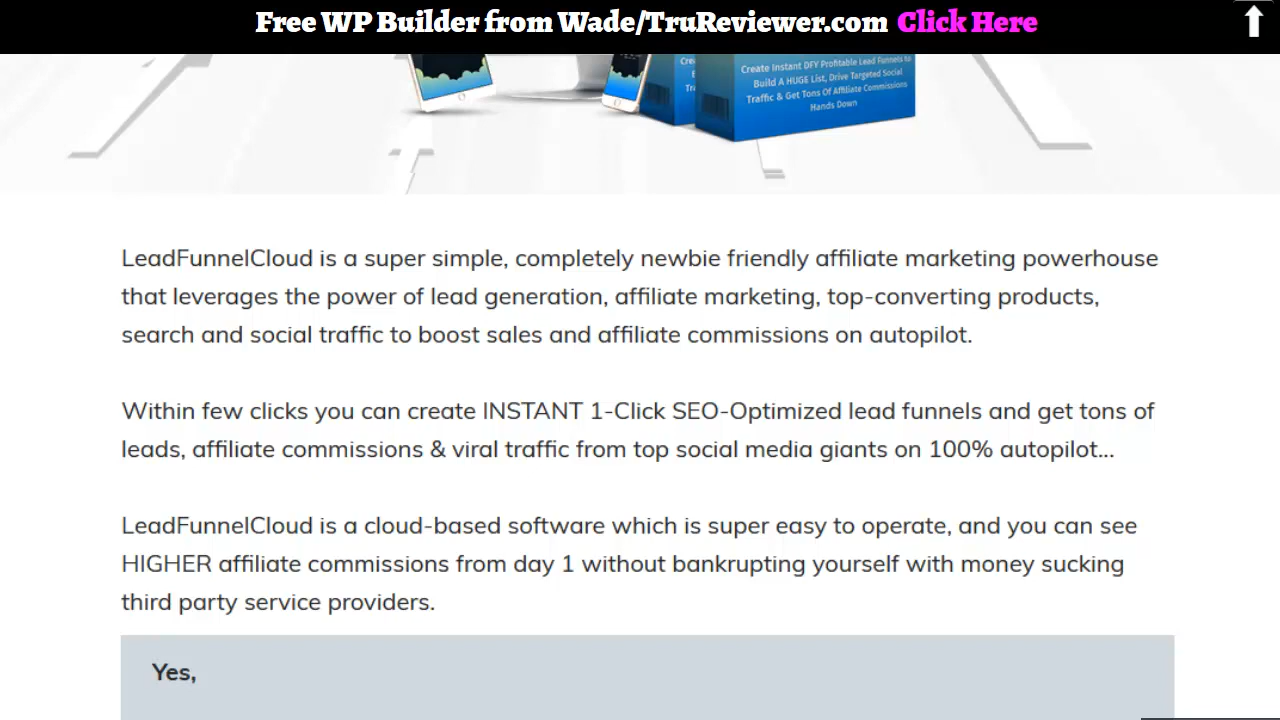 Free WP Builder from Wade/TruReviewer.com Click Here
Create Instant DFY Profitable Lead Funnels to
Build A HUGE List, Drive Targeted Social
Traffic & Get Tons Of Affiliate Commissions
Hands Down
LeadFunnelCloud is a super simple, completely newbie friendly affiliate marketing powerhouse
that leverages the power of lead generation, affiliate marketing, top-converting products,
search and social traffic to boost sales and affiliate commissions on autopilot.
Within few clicks you can create INSTANT 1-Click SEO-Optimized lead funnels and get tons of
leads, affiliate commissions & viral traffic from top social media giants on 100% autopilot...
LeadFunnelCloud is a cloud-based software which is super easy to operate, and you can see
HIGHER affiliate commissions from day 1 without bankrupting yourself with money sucking
third party service providers.
Yes,